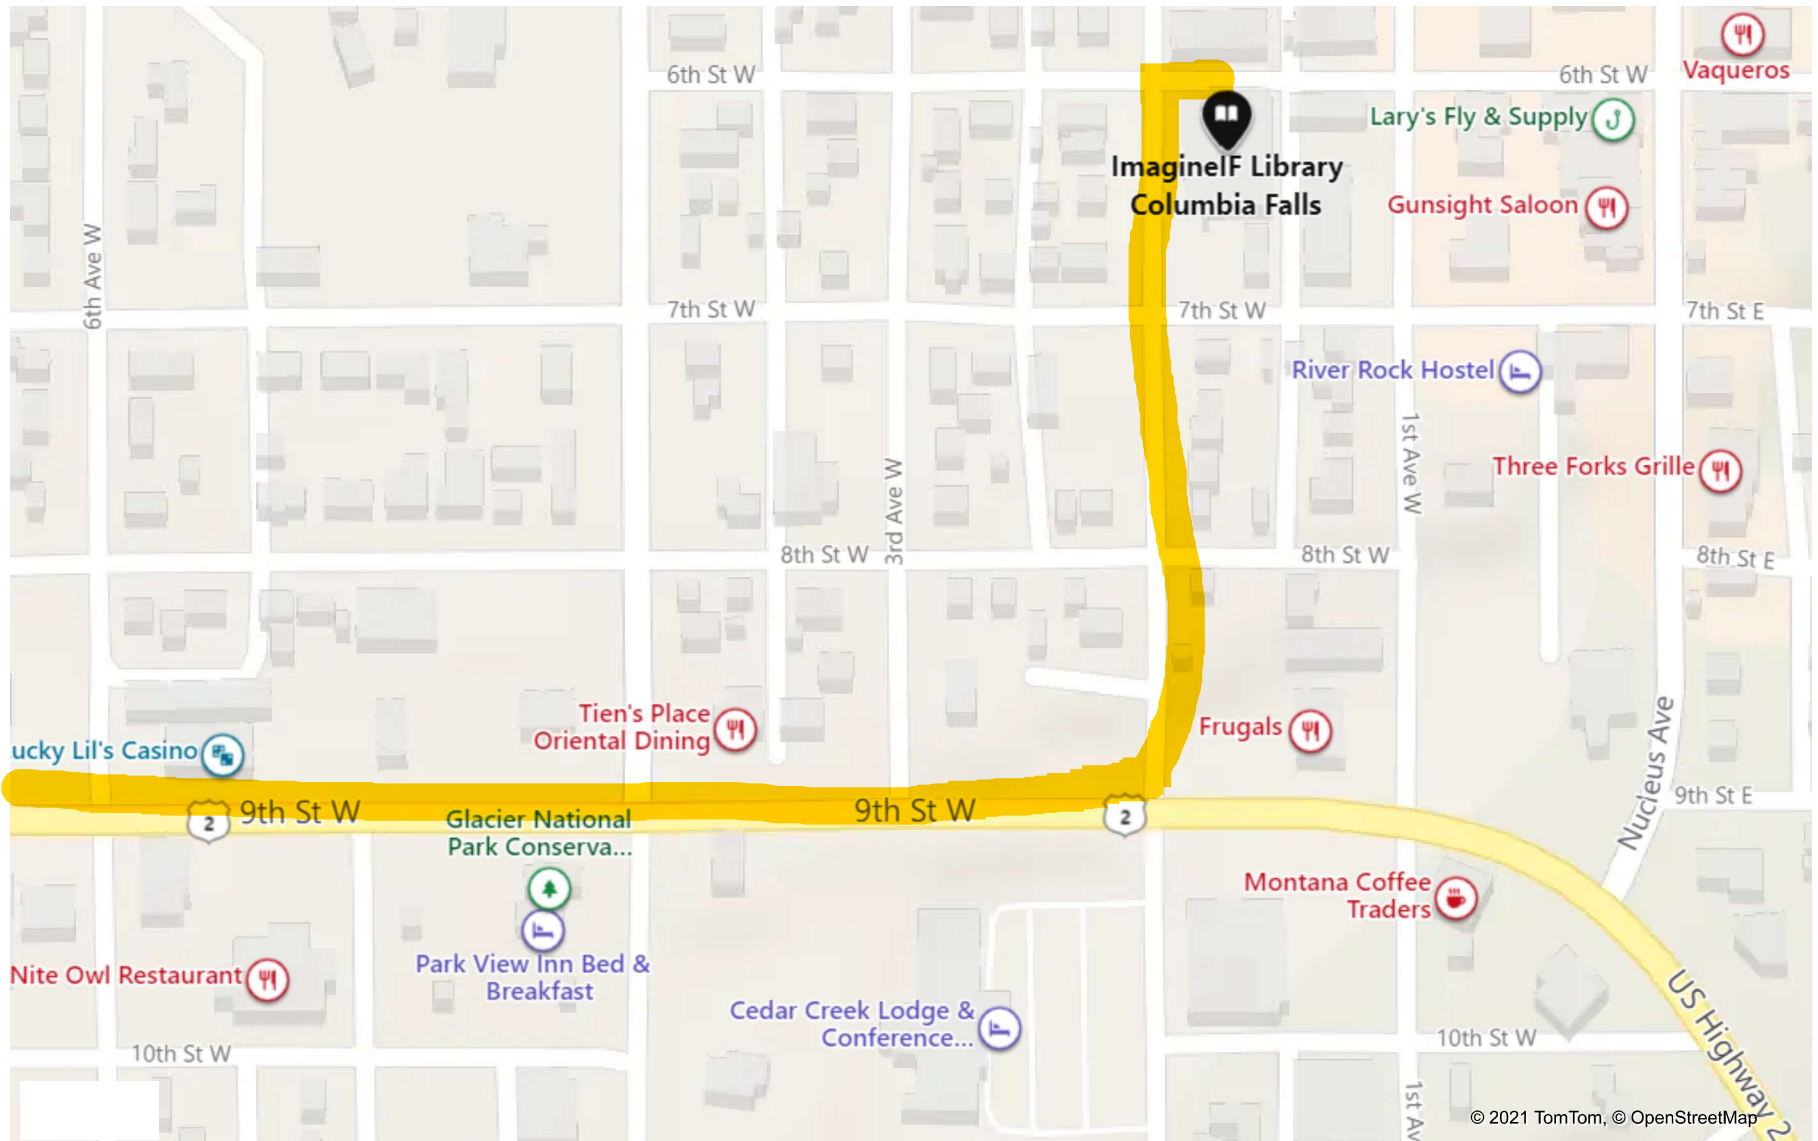 6th St W
6th St W
Vaqueros
Lary's Fly & Supply
ImagineIF Library
Columbia Falls
Gunsight Saloon
6th Ave W
7th St W
7th St W
7th St E
River Rock Hostel
1st Ave W
Three Forks Grille
3rd Ave W
8th St W
8th St W
8th St E
Tien's Place
Oriental Dining
Frugals
ucky Lil's Casino
Nucleus Ave
9th St E
2
9th St W
9th St W
2
Glacier National
Park Conserva...
Montana Coffee
Traders
Nite Owl Restaurant
Park View Inn Bed &
Breakfast
Cedar Creek Lodge &
Conference...
US Highway 2
10th St W
10th St W
1st Av
© 2021 TomTom, © OpenStreetMap